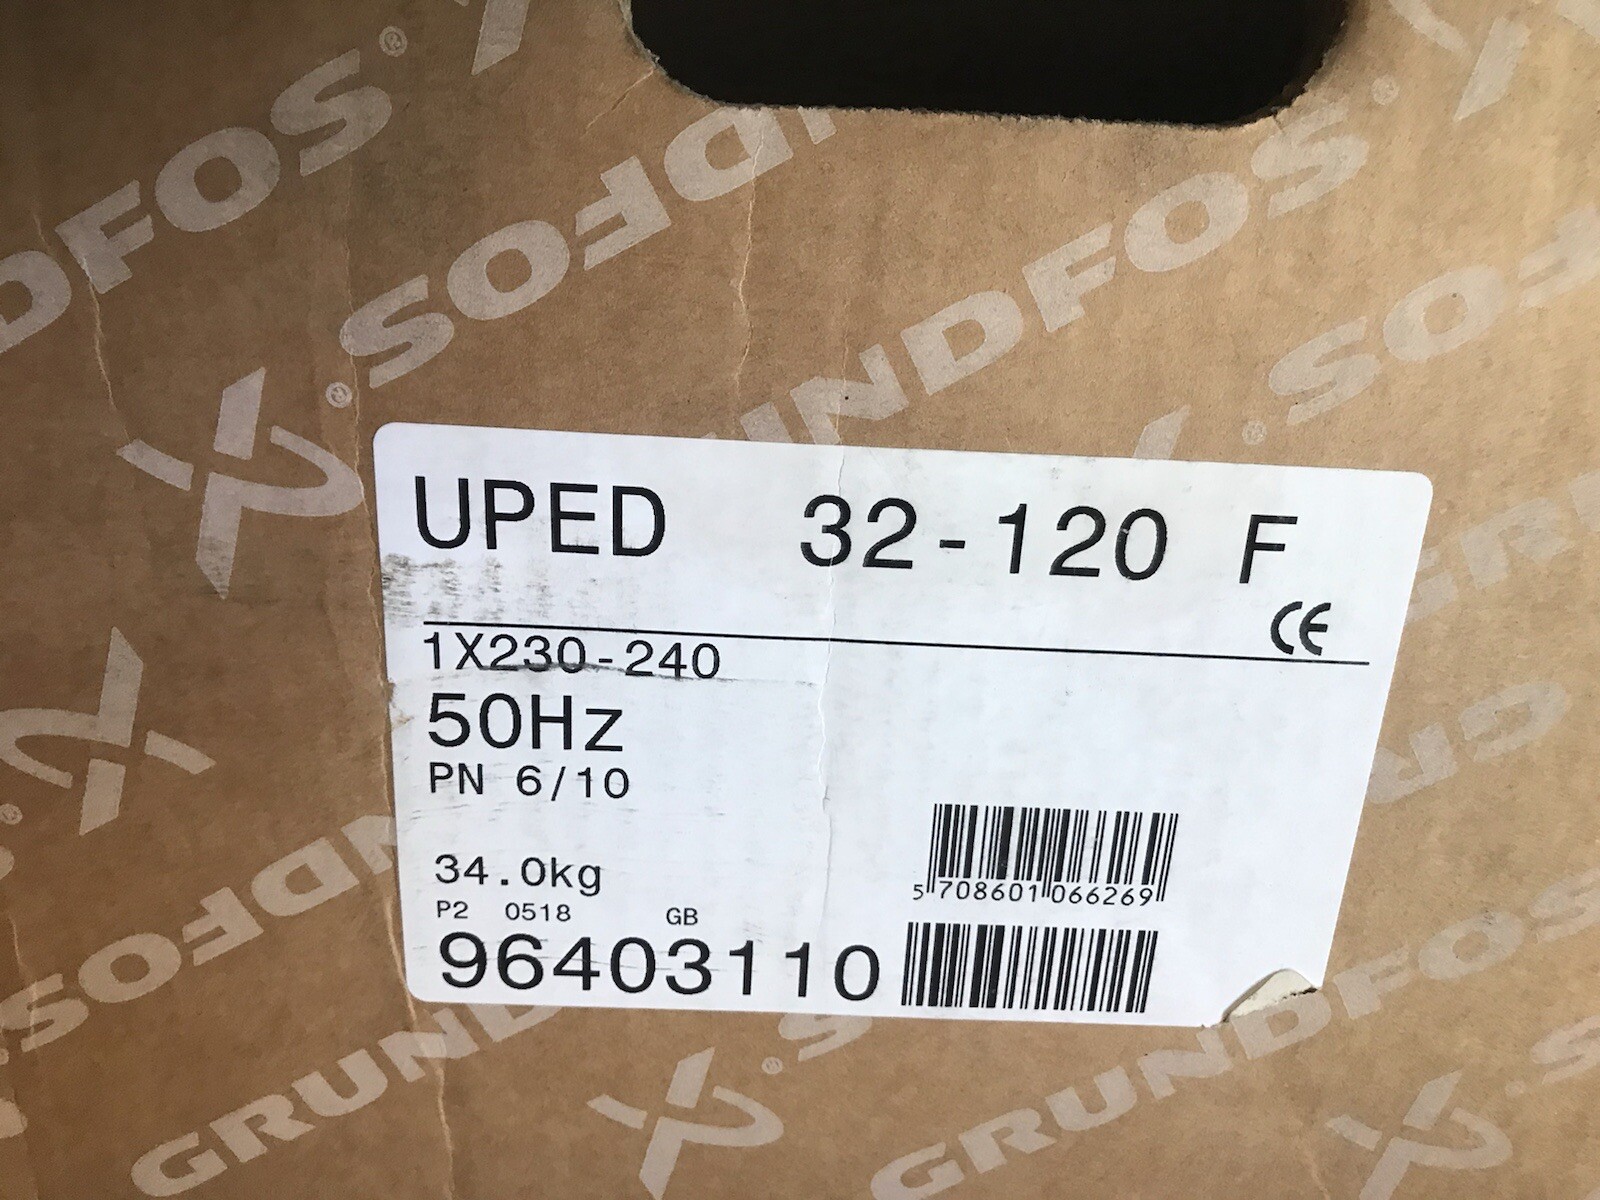 GRUNDFOS
UPED 32-120 F
CE
1X230-240
50Hz
PN 6/10
34.0kg
P2 0518 GB
5 708601 066269
96403110
GRUNDFOS
GRUNDFOS